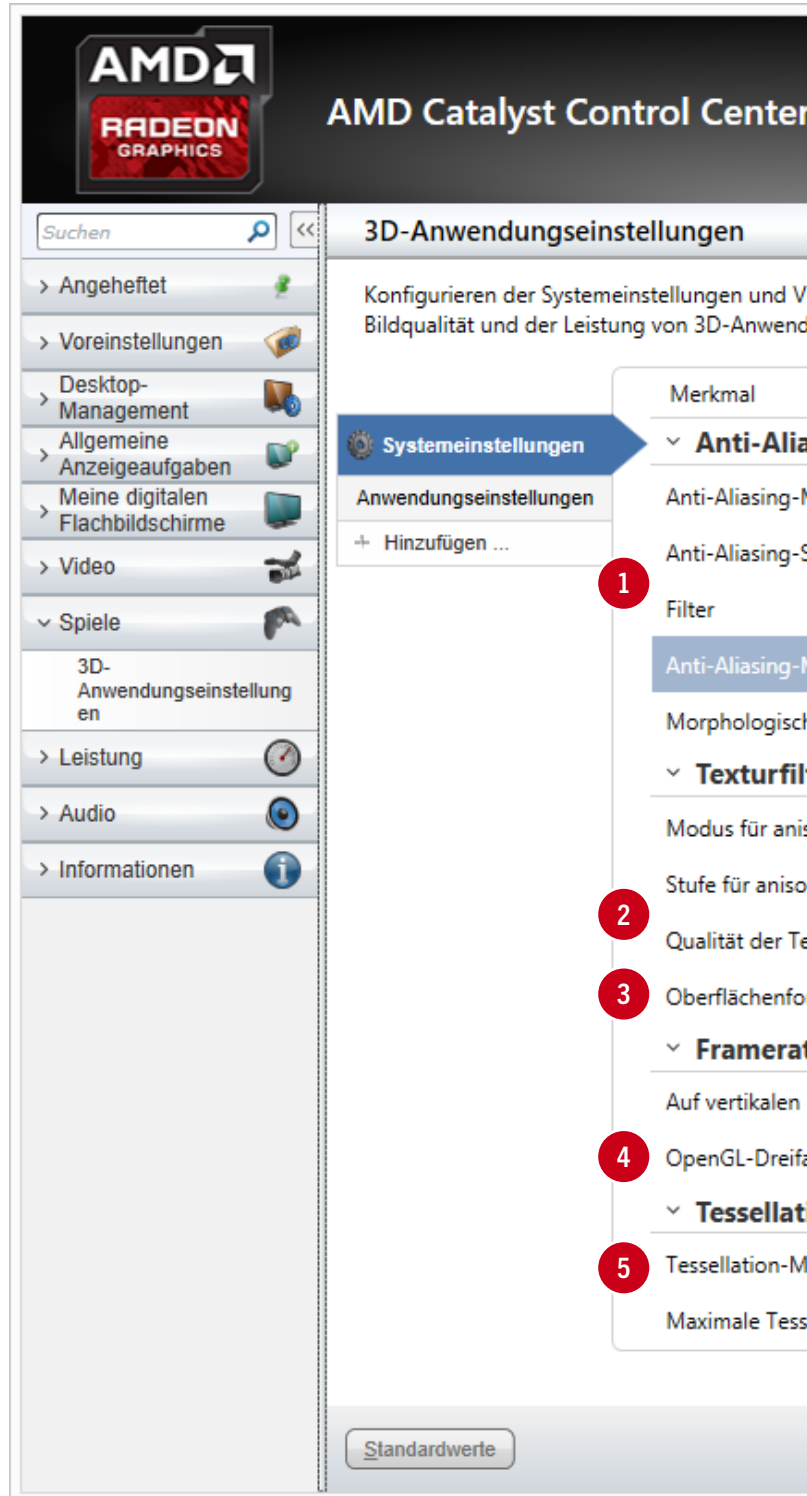 AMD
RADEON
GRAPHICS
AMD Catalyst Control Center
Suchen
<<
Angeheftet
Voreinstellungen
Desktop-
Management
Allgemeine
Anzeigeaufgaben
Meine digitalen
Flachbildschirme
Video
Spiele
3D-
Anwendungseinstellung
en
Leistung
Audio
Informationen
3D-Anwendungseinstellungen
Konfigurieren der Systemeinstellungen und V
Bildqualität und der Leistung von 3D-Anwend
Systemeinstellungen
Anwendungseinstellungen
+ Hinzufügen ...
Merkmal
Anti-Alia
Anti-Aliasing-M
Anti-Aliasing-S
1
Filter
Anti-Aliasing-M
Morphologisch
Texturfilt
Modus für anis
Stufe für aniso
2
Qualität der Te
3 Oberflächenfor
Framerat
Auf vertikalen
4 OpenGL-Dreifa
Tessellati
5 Tessellation-M
Maximale Tess
Standardwerte